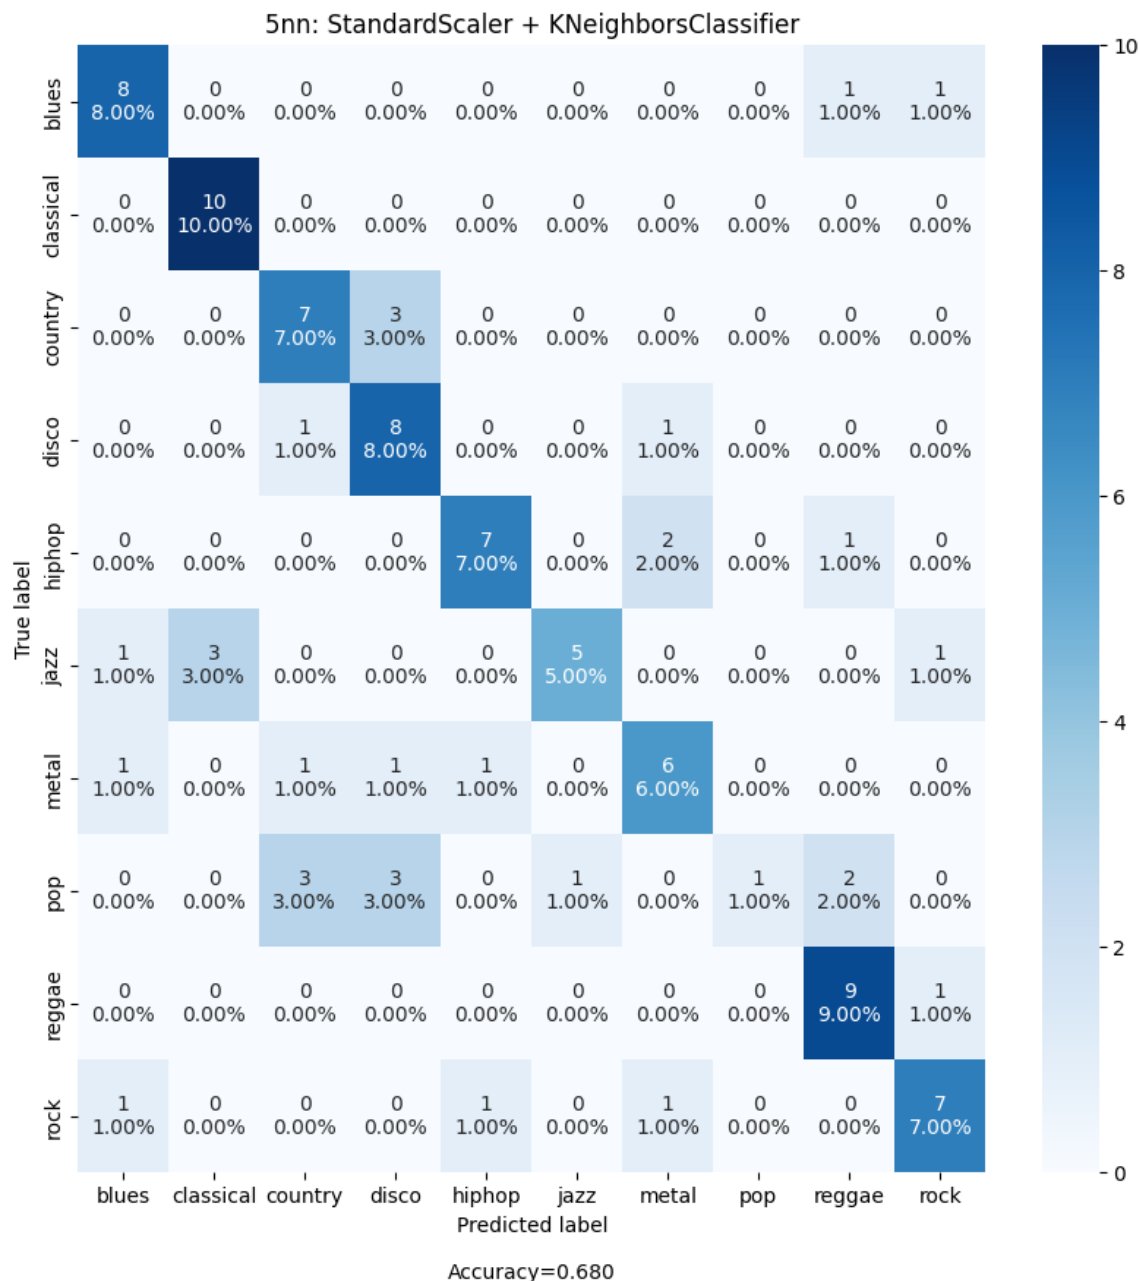 5nn: StandardScaler + KNeighborsClassifier
blues 8 0 0 0 0 0 0 0 1 1
8.00% 0.00% 0.00% 0.00% 0.00% 0.00% 0.00% 0.00% 1.00% 1.00%
classical 0 10 0 0 0 0 0 0 0 0
0.00% 10.00% 0.00% 0.00% 0.00% 0.00% 0.00% 0.00% 0.00% 0.00%
country 0 0 7 3 0 0 0 0 0 0
0.00% 0.00% 7.00% 3.00% 0.00% 0.00% 0.00% 0.00% 0.00% 0.00%
disco 0 0 1 8 0 0 1 0 0 0
0.00% 0.00% 1.00% 8.00% 0.00% 0.00% 1.00% 0.00% 0.00% 0.00%
hiphop 0 0 0 0 7 0 2 0 1 0
0.00% 0.00% 0.00% 0.00% 7.00% 0.00% 2.00% 0.00% 1.00% 0.00%
True label
jazz 1 3 0 0 0 5 0 0 0 1
1.00% 3.00% 0.00% 0.00% 0.00% 5.00% 0.00% 0.00% 0.00% 1.00%
metal 1 0 1 1 1 0 6 0 0 0
1.00% 0.00% 1.00% 1.00% 1.00% 0.00% 6.00% 0.00% 0.00% 0.00%
pop 0 0 3 3 0 1 0 1 2 0
0.00% 0.00% 3.00% 3.00% 0.00% 1.00% 0.00% 1.00% 2.00% 0.00%
reggae 0 0 0 0 0 0 0 0 9 1
0.00% 0.00% 0.00% 0.00% 0.00% 0.00% 0.00% 0.00% 9.00% 1.00%
rock 1 0 0 0 1 0 1 0 0 7
1.00% 0.00% 0.00% 0.00% 1.00% 0.00% 1.00% 0.00% 0.00% 7.00%
blues classical country disco hiphop jazz metal pop reggae rock
Predicted label
Accuracy=0.680
10
8
6
4
2
0